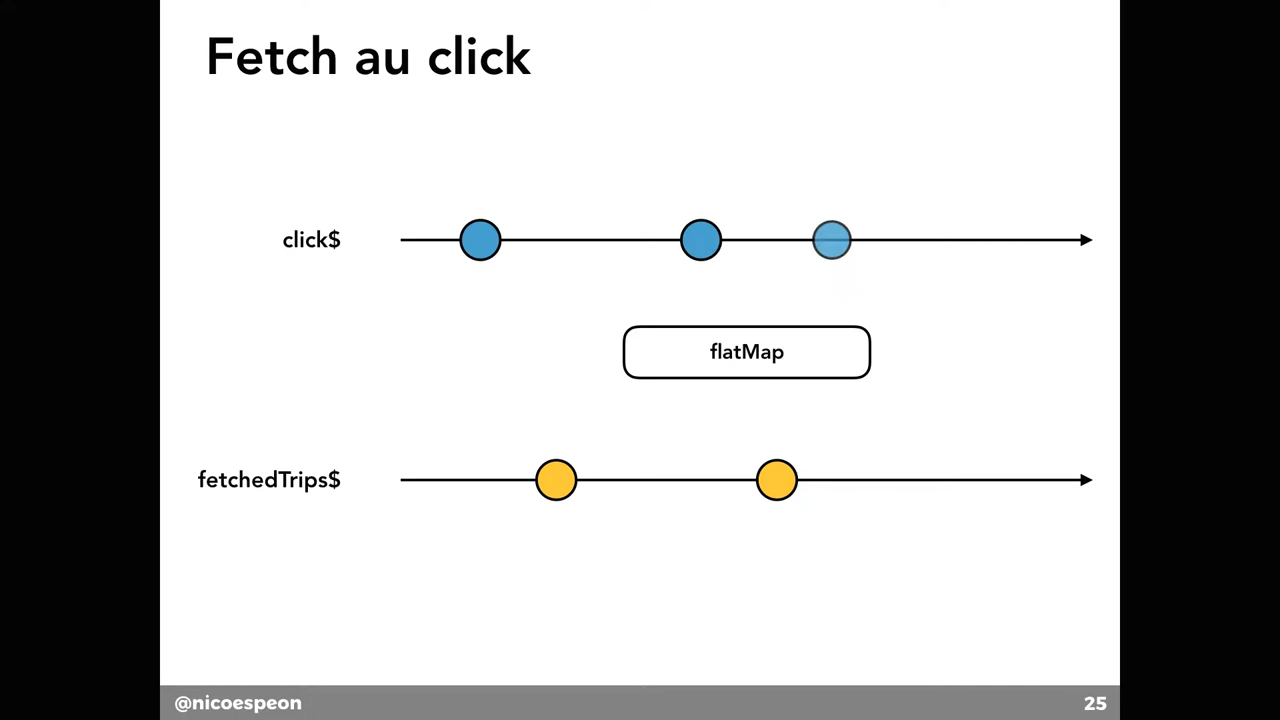 Fetch au click
click$
flatMap
fetchedTrips$
@nicoespeon
25